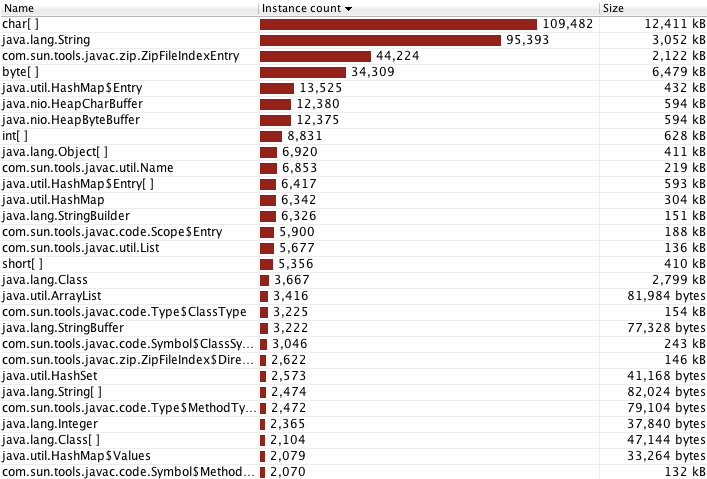 Name Instance count Size
char[ ] 109,482 12,411 kB
java.lang.String 95,393 3,052 kB
com.sun.tools.javac.zip.ZipFileIndexEntry 44,224 2,122 kB
byte[ ] 34,309 6,479 kB
java.util.HashMap$Entry 13,525 432 kB
java.nio.HeapCharBuffer 12,380 594 kB
java.nio.HeapByteBuffer 12,375 594 kB
int[ ] 8,831 628 kB
java.lang.Object[ ] 6,920 411 kB
com.sun.tools.javac.util.Name 6,853 219 kB
java.util.HashMap$Entry[ ] 6,417 593 kB
java.util.HashMap 6,342 304 kB
java.lang.StringBuilder 6,326 151 kB
com.sun.tools.javac.code.Scope$Entry 5,900 188 kB
com.sun.tools.javac.util.List 5,677 136 kB
short[ ] 5,356 410 kB
java.lang.Class 3,667 2,799 kB
java.util.ArrayList 3,416 81,984 bytes
com.sun.tools.javac.code.Type$ClassType 3,225 154 kB
java.lang.StringBuffer 3,222 77,328 bytes
com.sun.tools.javac.code.Symbol$ClassSy... 3,046 243 kB
com.sun.tools.javac.zip.ZipFileIndex$Dire... 2,622 146 kB
java.util.HashSet 2,573 41,168 bytes
java.lang.String[ ] 2,474 82,024 bytes
com.sun.tools.javac.code.Type$MethodTy... 2,472 79,104 bytes
java.lang.Integer 2,365 37,840 bytes
java.lang.Class[ ] 2,104 47,144 bytes
java.util.HashMap$Values 2,079 33,264 bytes
com.sun.tools.javac.code.Symbol$Method... 2,070 132 kB